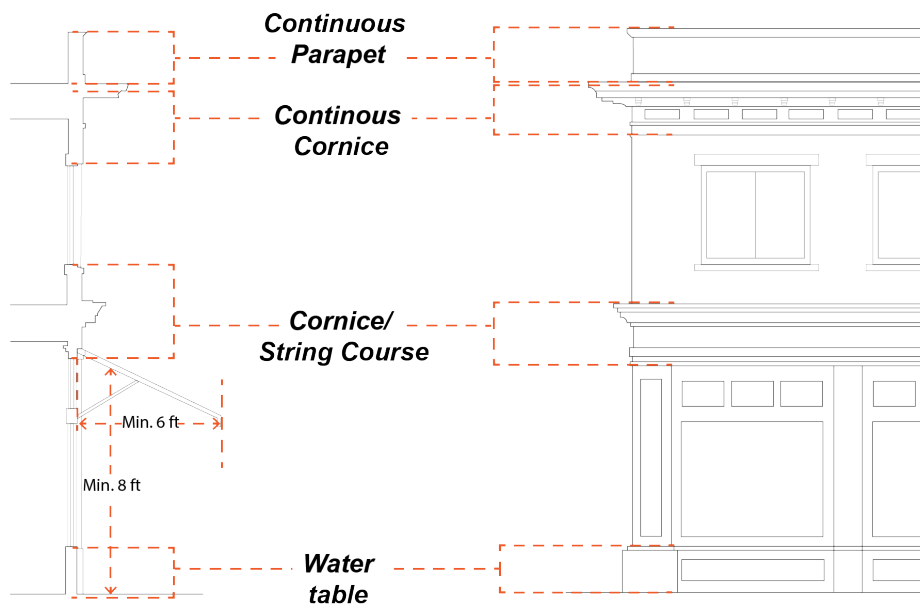 Continuous
Parapet
Continous
Cornice
Cornice/
String Course
Min. 6 ft
Min. 8 ft
Water
table